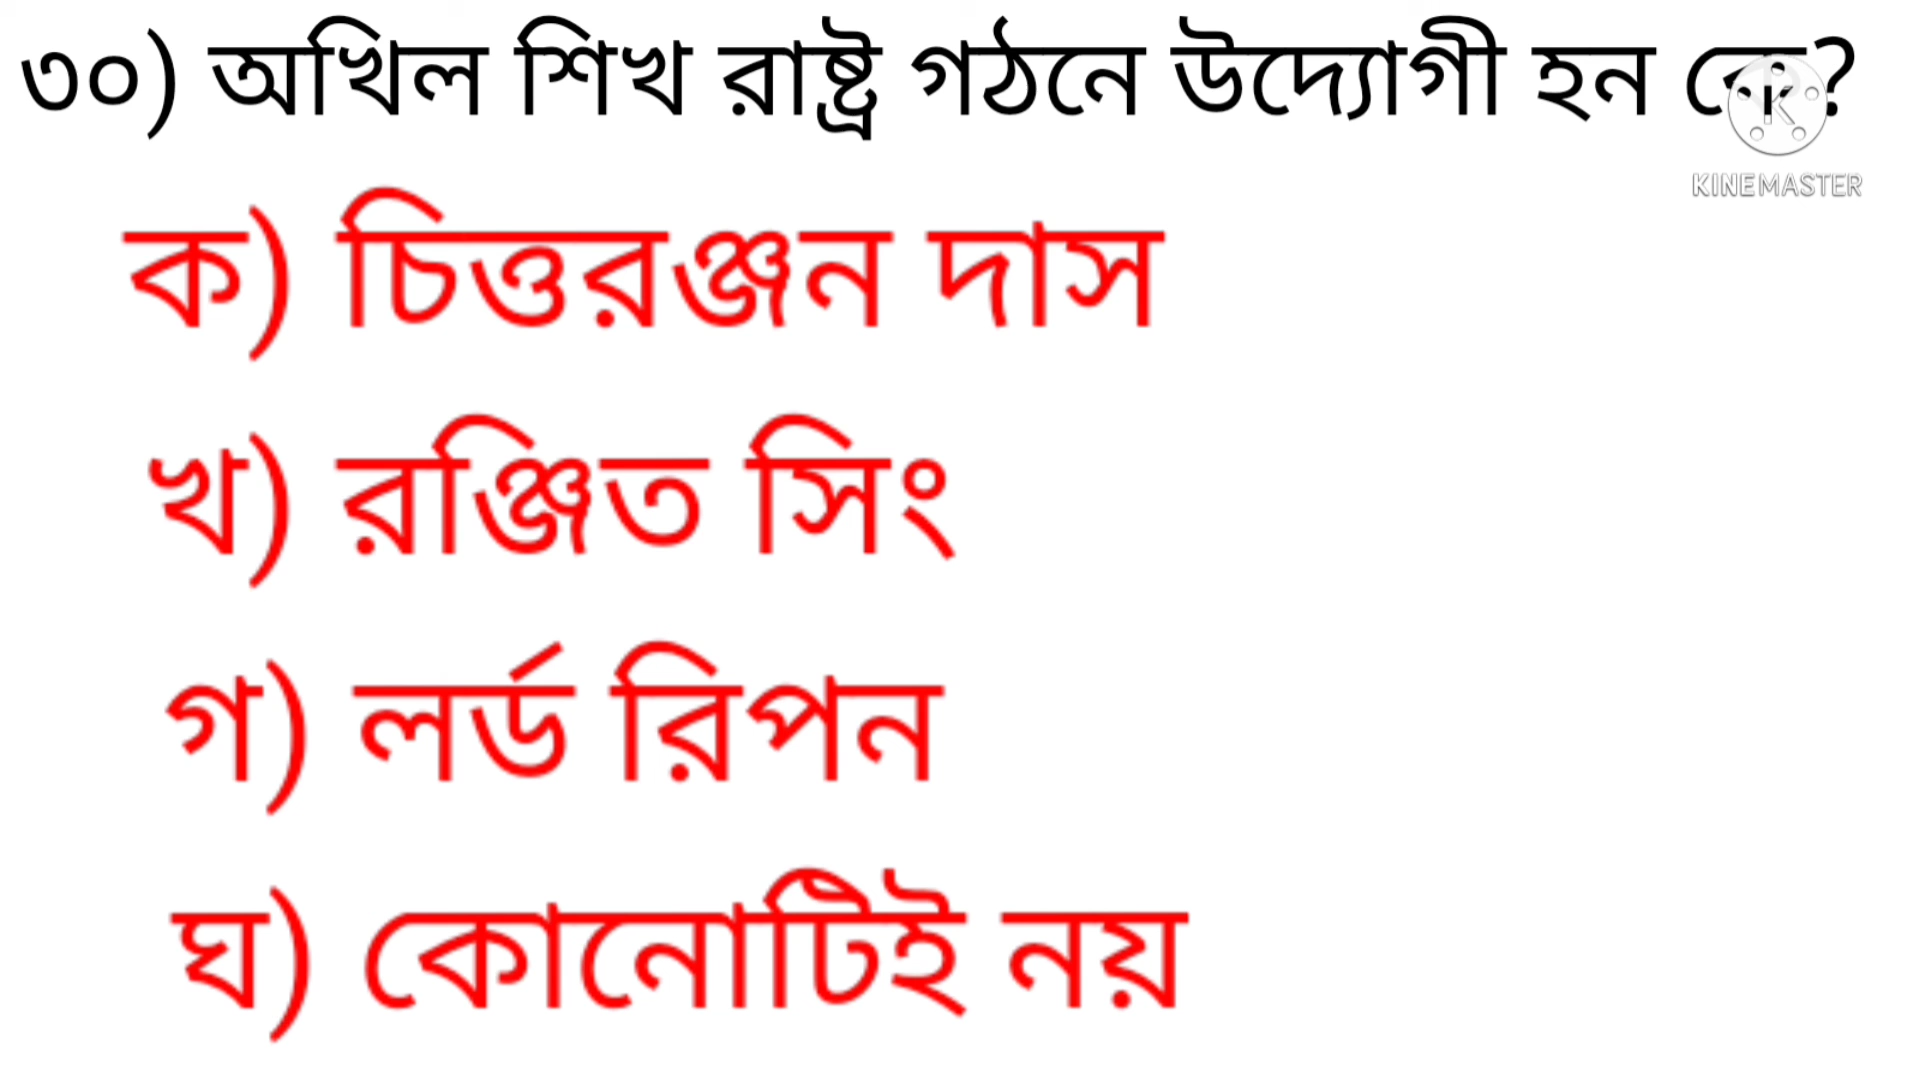 ৩০) অখিল শিখ রাষ্ট্র গঠনে উদ্যোগী হন কে?
KINEMASTER
ক) চিত্তরঞ্জন দাস
খ) রঞ্জিত সিং
গ) লর্ড রিপন
ঘ) কোনোটিই নয়